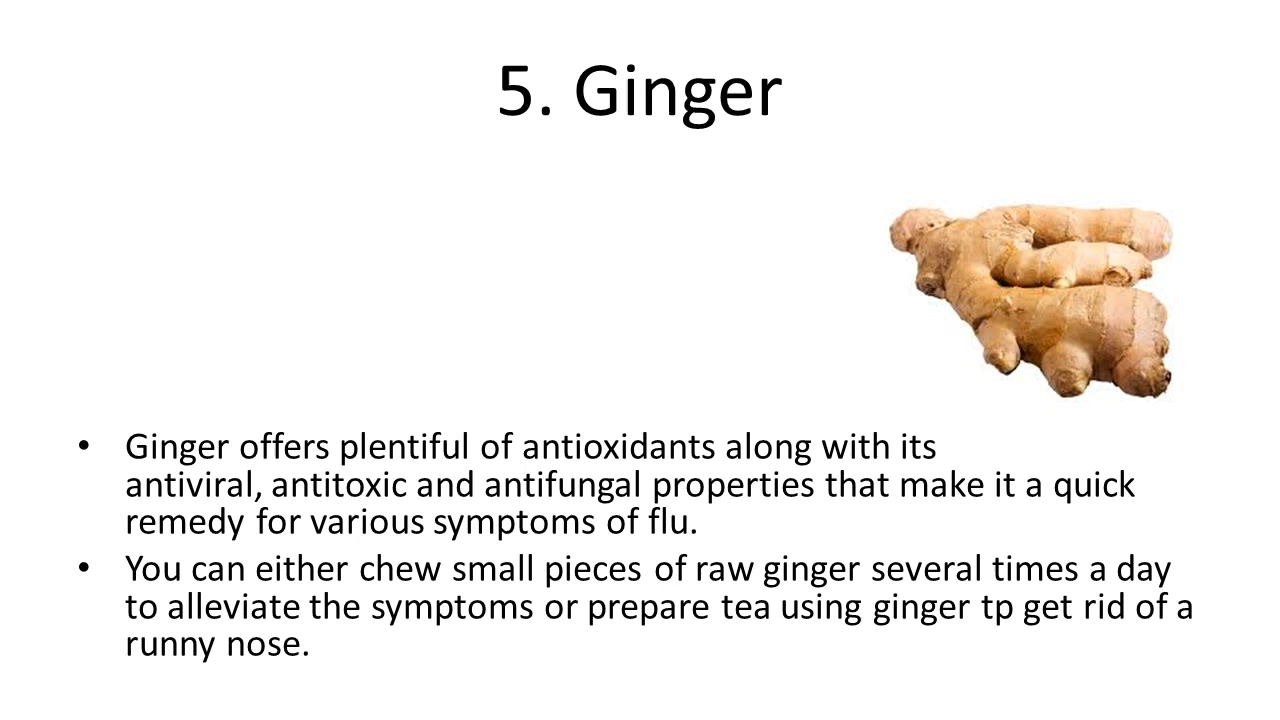 5. Ginger
• Ginger offers plentiful of antioxidants along with its
antiviral, antitoxic and antifungal properties that make it a quick
remedy for various symptoms of flu.
• You can either chew small pieces of raw ginger several times a day
to alleviate the symptoms or prepare tea using ginger tp get rid of a
runny nose.